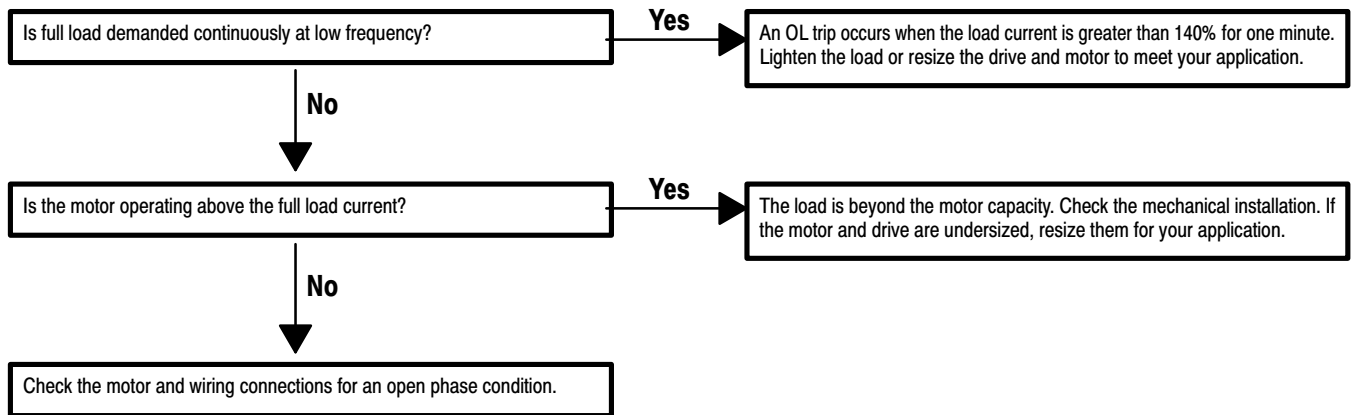 Is full load demanded continuously at low frequency?
Yes
An OL trip occurs when the load current is greater than 140% for one minute.
Lighten the load or resize the drive and motor to meet your application.
No
Is the motor operating above the full load current?
Yes
The load is beyond the motor capacity. Check the mechanical installation. If
the motor and drive are undersized, resize them for your application.
No
Check the motor and wiring connections for an open phase condition.